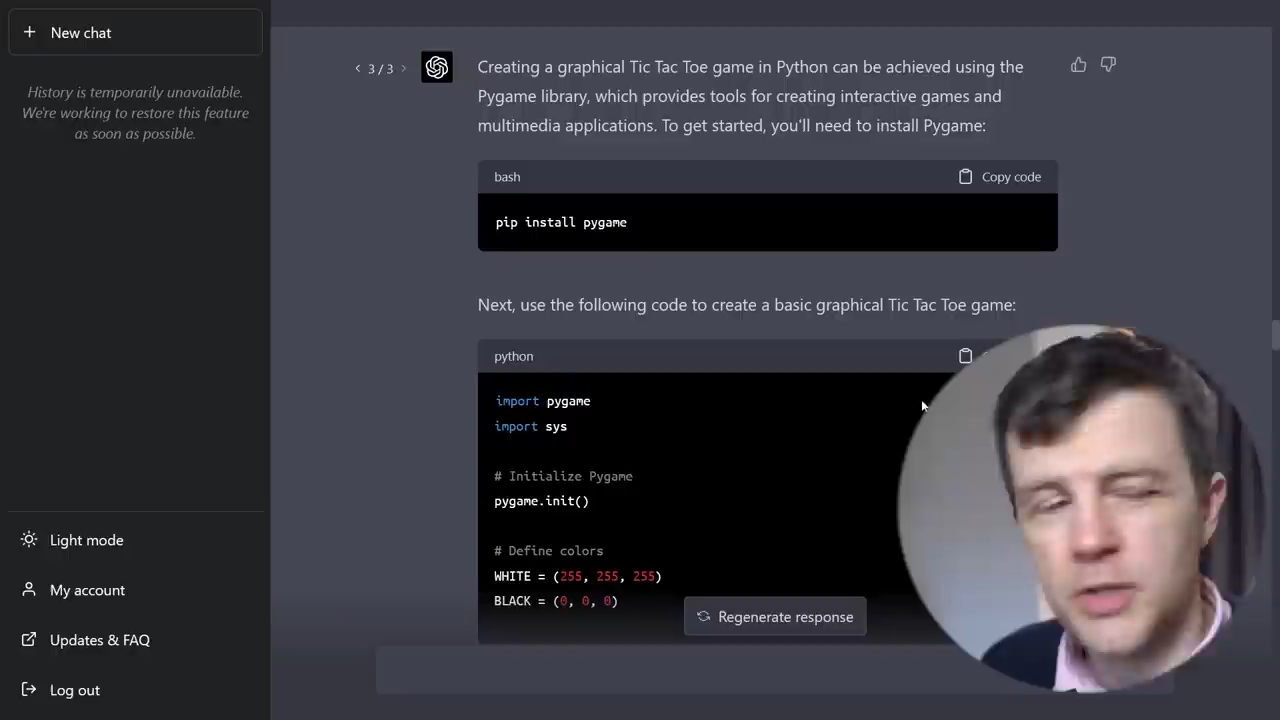 New chat
History is temporarily unavailable.
We're working to restore this feature
as soon as possible.
Light mode
My account
Updates & FAQ
Log out
< 3 / 3 >
Creating a graphical Tic Tac Toe game in Python can be achieved using the
Pygame library, which provides tools for creating interactive games and
multimedia applications. To get started, you'll need to install Pygame:
bash
Copy code
pip install pygame
Next, use the following code to create a basic graphical Tic Tac Toe game:
python
import pygame
import sys
# Initialize Pygame
pygame.init()
# Define colors
WHITE = (255, 255, 255)
BLACK = (0, 0, 0)
Regenerate response